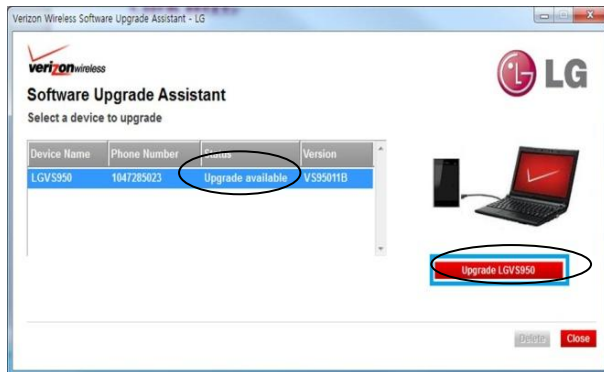 Verizon Wireless Software Upgrade Assistant - LG
verizonwireless
LG
Software Upgrade Assistant
Select a device to upgrade
Device Name Phone Number Status Version
LGVS950 1047285023 Upgrade available VS95011B
Upgrade LGVS950
Delete Close